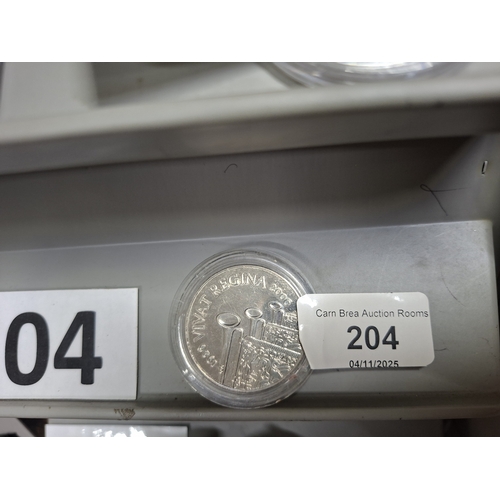 04
VIVAT REGINA
Carn Brea Auction Rooms
204
04/11/2025